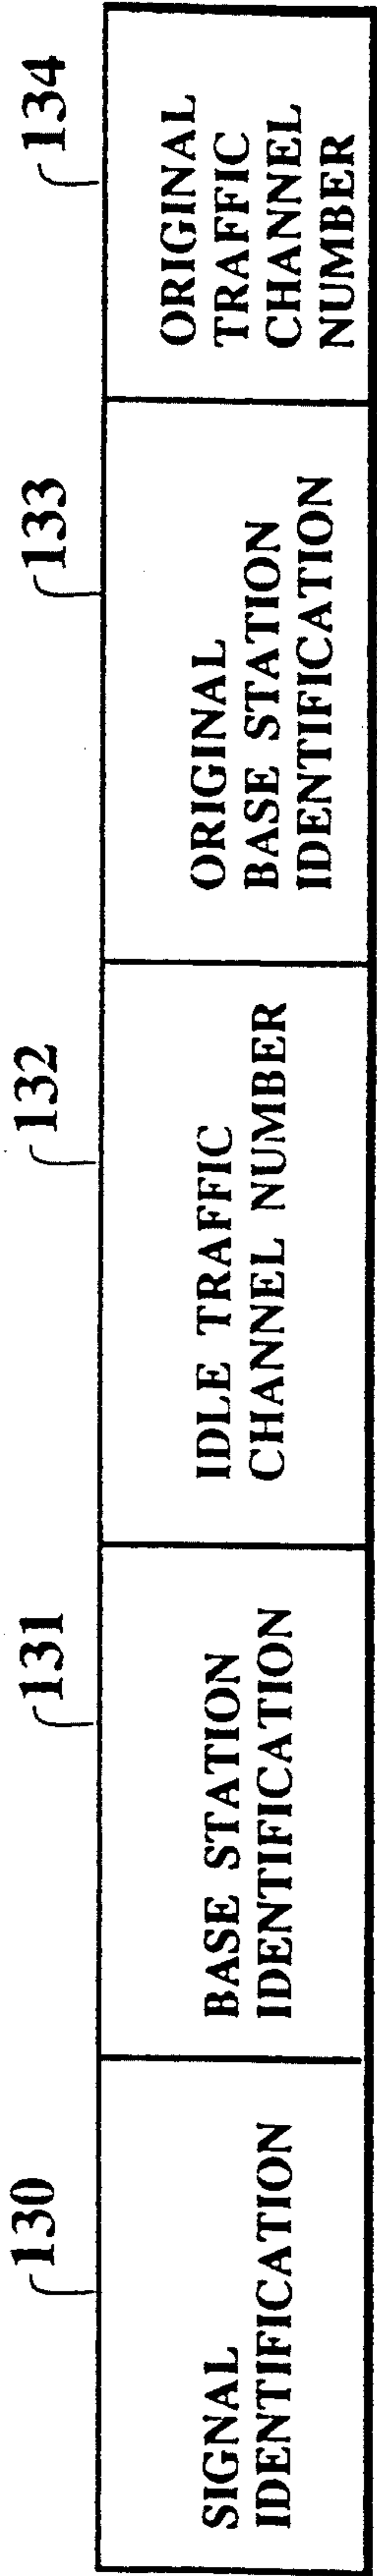 130
SIGNAL
IDENTIFICATION
131
BASE STATION
IDENTIFICATION
132
IDLE TRAFFIC
CHANNEL NUMBER
133
ORIGINAL
BASE STATION
IDENTIFICATION
134
ORIGINAL
TRAFFIC
CHANNEL
NUMBER